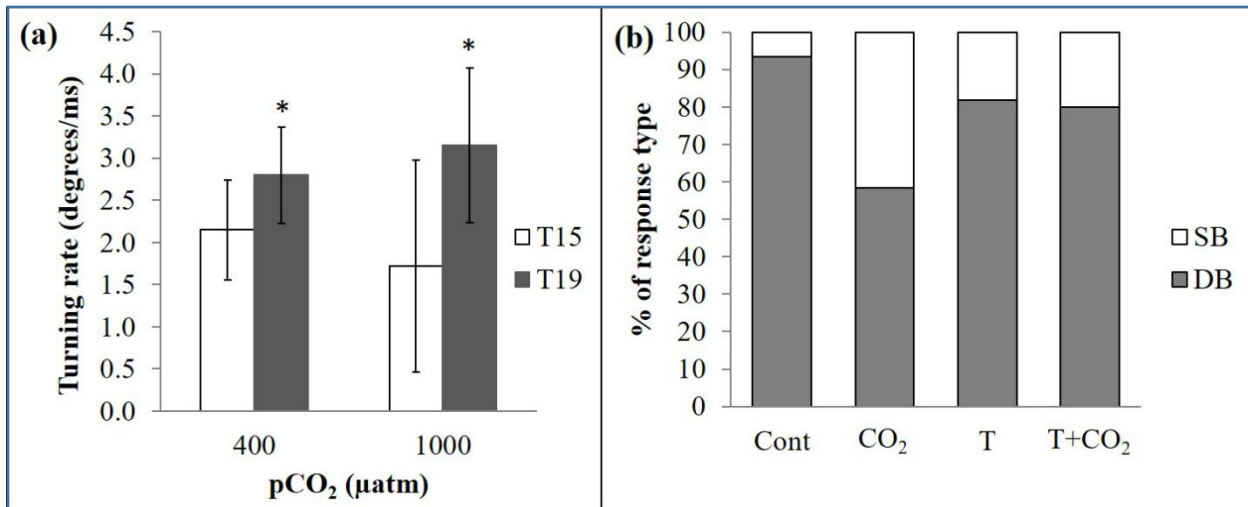 (a)
Turning rate (degrees/ms)
4.5
4.0
3.5
3.0
2.5
2.0
1.5
1.0
0.5
0.0
*
*
T15
T19
400
1000
pCO₂ (µatm)
(b)
% of response type
100
90
80
70
60
50
40
30
20
10
0
SB
DB
Cont
CO₂
T
T+CO₂